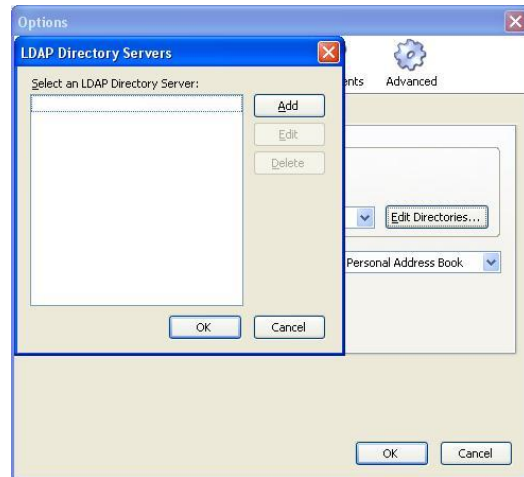 Options
LDAP Directory Servers
Select an LDAP Directory Server:
Add
Edit
Delete
OK
Cancel
Advanced
Edit Directories...
Personal Address Book
OK
Cancel